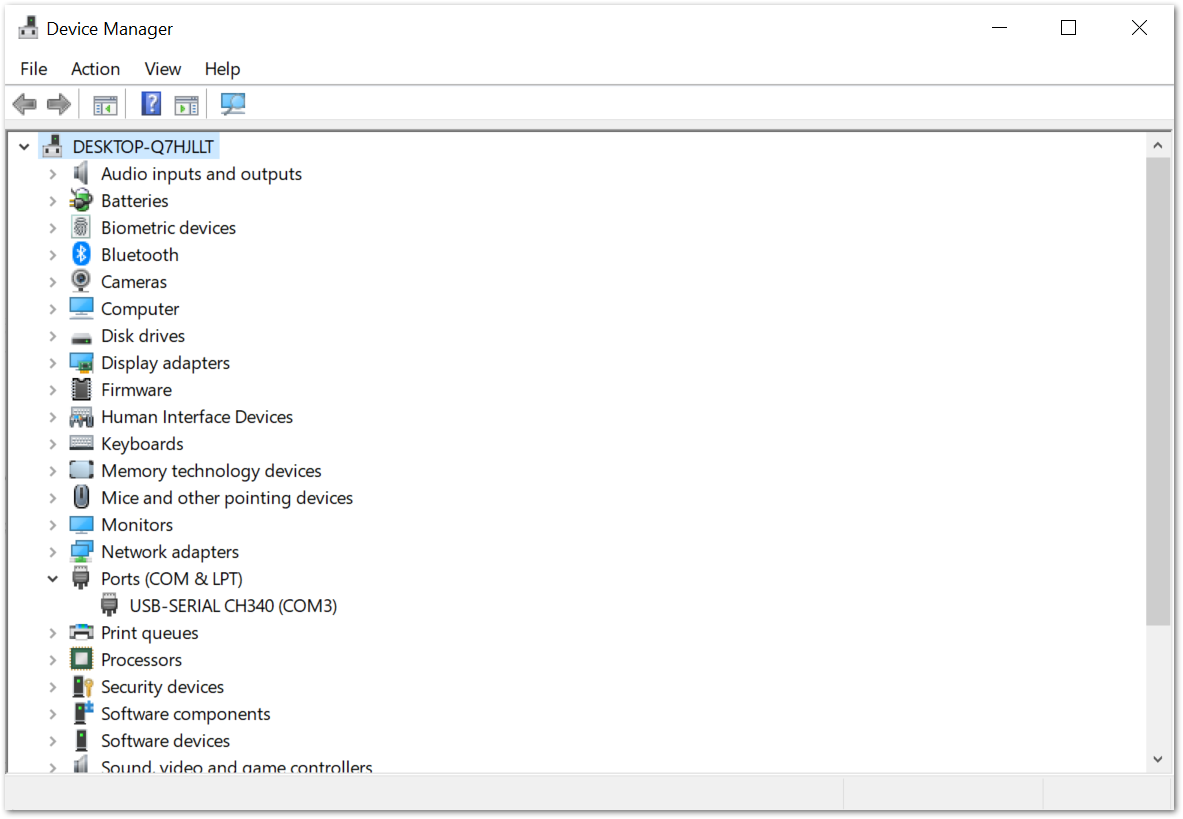 Device Manager
File Action View Help
?
DESKTOP-Q7HJLLT
Audio inputs and outputs
Batteries
Biometric devices
Bluetooth
Cameras
Computer
Disk drives
Display adapters
Firmware
Human Interface Devices
Keyboards
Memory technology devices
Mice and other pointing devices
Monitors
Network adapters
Ports (COM & LPT)
USB-SERIAL CH340 (COM3)
Print queues
Processors
Security devices
Software components
Software devices
Sound, video and game controllers